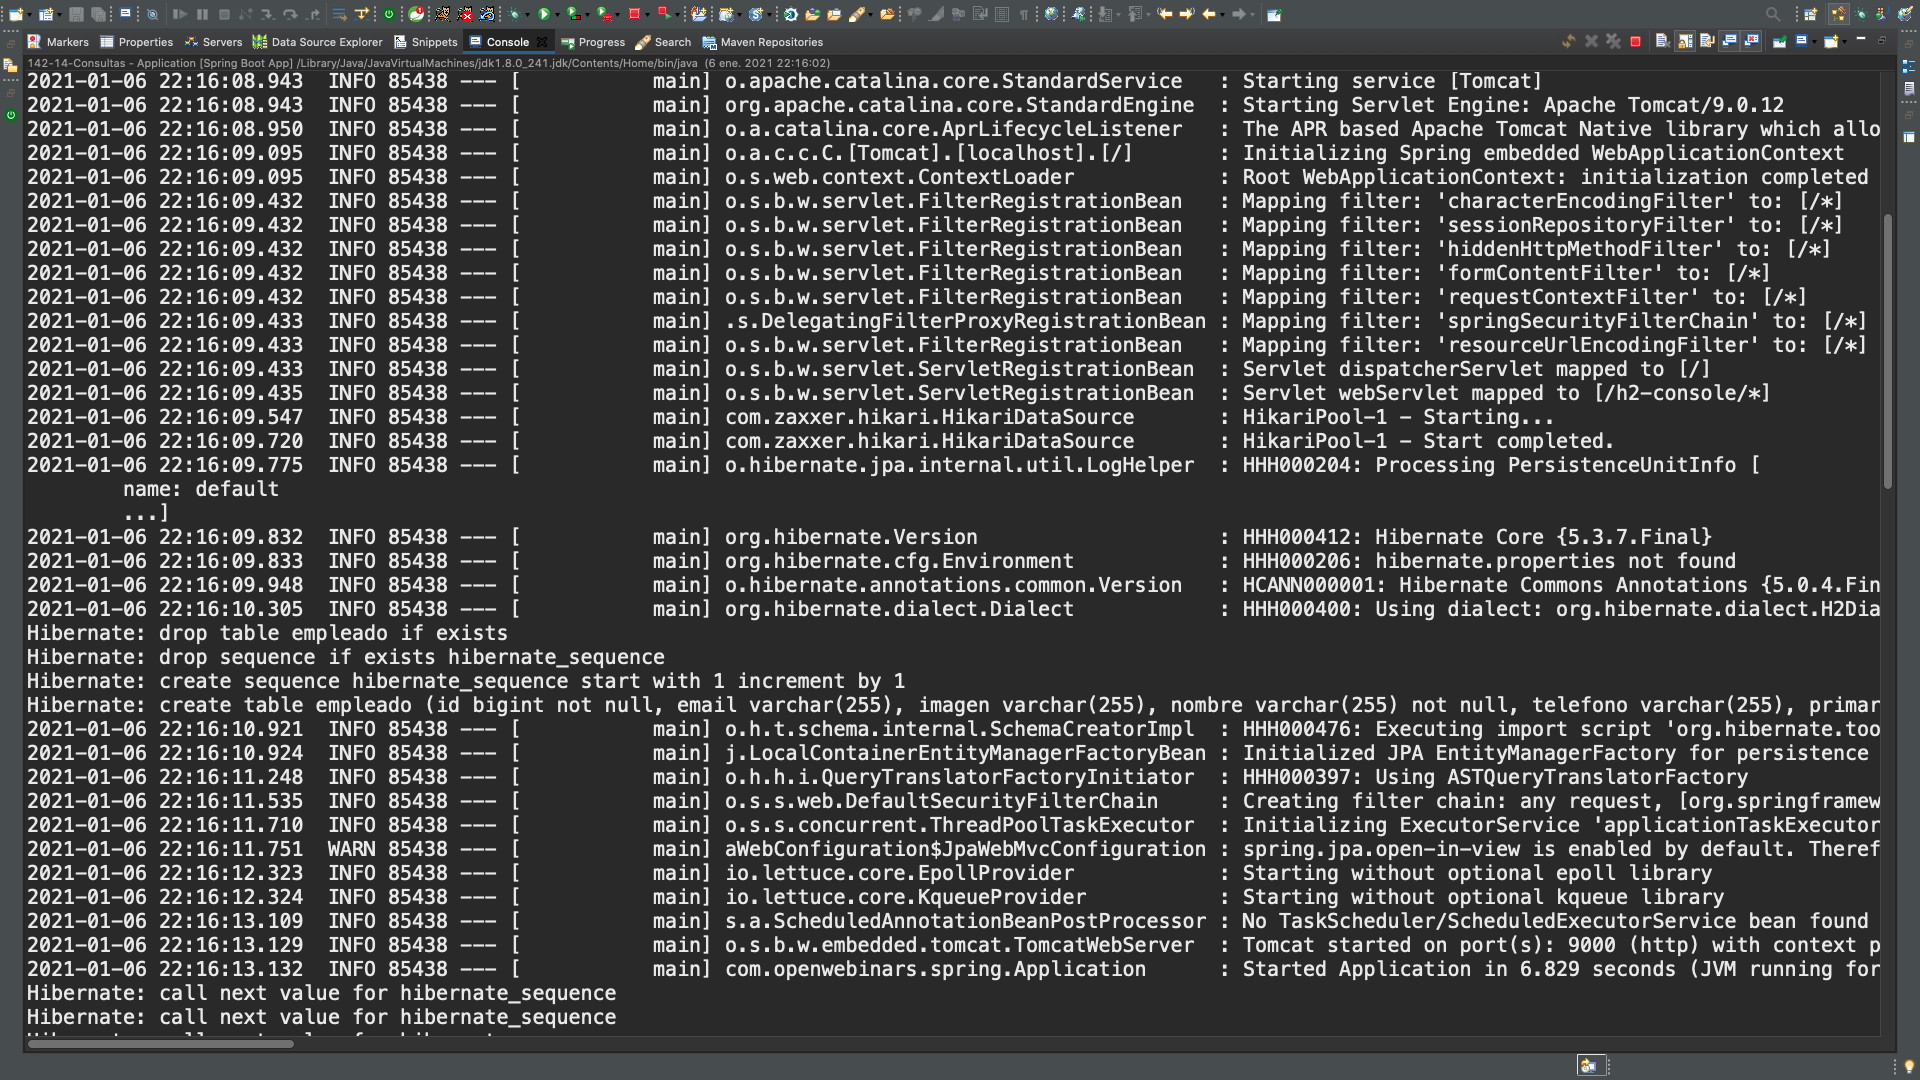 Markers Properties Servers Data Source Explorer Snippets Console Progress Search Maven Repositories
142-14-Consultas - Application [Spring Boot App] /Library/Java/JavaVirtualMachines/jdk1.8.0_241.jdk/Contents/Home/bin/java (6 ene. 2021 22:16:02)
2021-01-06 22:16:08.943  INFO 85438 --- [           main] o.apache.catalina.core.StandardService   : Starting service [Tomcat]
2021-01-06 22:16:08.943  INFO 85438 --- [           main] org.apache.catalina.core.StandardEngine  : Starting Servlet Engine: Apache Tomcat/9.0.12
2021-01-06 22:16:08.950  INFO 85438 --- [           main] o.a.catalina.core.AprLifecycleListener   : The APR based Apache Tomcat Native library which allo
2021-01-06 22:16:09.095  INFO 85438 --- [           main] o.a.c.c.C.[Tomcat].[localhost].[/]       : Initializing Spring embedded WebApplicationContext
2021-01-06 22:16:09.095  INFO 85438 --- [           main] o.s.web.context.ContextLoader            : Root WebApplicationContext: initialization completed
2021-01-06 22:16:09.432  INFO 85438 --- [           main] o.s.b.w.servlet.FilterRegistrationBean   : Mapping filter: 'characterEncodingFilter' to: [/*]
2021-01-06 22:16:09.432  INFO 85438 --- [           main] o.s.b.w.servlet.FilterRegistrationBean   : Mapping filter: 'sessionRepositoryFilter' to: [/*]
2021-01-06 22:16:09.432  INFO 85438 --- [           main] o.s.b.w.servlet.FilterRegistrationBean   : Mapping filter: 'hiddenHttpMethodFilter' to: [/*]
2021-01-06 22:16:09.432  INFO 85438 --- [           main] o.s.b.w.servlet.FilterRegistrationBean   : Mapping filter: 'formContentFilter' to: [/*]
2021-01-06 22:16:09.432  INFO 85438 --- [           main] o.s.b.w.servlet.FilterRegistrationBean   : Mapping filter: 'requestContextFilter' to: [/*]
2021-01-06 22:16:09.433  INFO 85438 --- [           main] .s.DelegatingFilterProxyRegistrationBean : Mapping filter: 'springSecurityFilterChain' to: [/*]
2021-01-06 22:16:09.433  INFO 85438 --- [           main] o.s.b.w.servlet.FilterRegistrationBean   : Mapping filter: 'resourceUrlEncodingFilter' to: [/*]
2021-01-06 22:16:09.433  INFO 85438 --- [           main] o.s.b.w.servlet.ServletRegistrationBean  : Servlet dispatcherServlet mapped to [/]
2021-01-06 22:16:09.435  INFO 85438 --- [           main] o.s.b.w.servlet.ServletRegistrationBean  : Servlet webServlet mapped to [/h2-console/*]
2021-01-06 22:16:09.547  INFO 85438 --- [           main] com.zaxxer.hikari.HikariDataSource       : HikariPool-1 - Starting...
2021-01-06 22:16:09.720  INFO 85438 --- [           main] com.zaxxer.hikari.HikariDataSource       : HikariPool-1 - Start completed.
2021-01-06 22:16:09.775  INFO 85438 --- [           main] o.hibernate.jpa.internal.util.LogHelper  : HHH000204: Processing PersistenceUnitInfo [
        name: default
        ...]
2021-01-06 22:16:09.832  INFO 85438 --- [           main] org.hibernate.Version                    : HHH000412: Hibernate Core {5.3.7.Final}
2021-01-06 22:16:09.833  INFO 85438 --- [           main] org.hibernate.cfg.Environment            : HHH000206: hibernate.properties not found
2021-01-06 22:16:09.948  INFO 85438 --- [           main] o.hibernate.annotations.common.Version   : HCANN000001: Hibernate Commons Annotations {5.0.4.Fin
2021-01-06 22:16:10.305  INFO 85438 --- [           main] org.hibernate.dialect.Dialect            : HHH000400: Using dialect: org.hibernate.dialect.H2Dia
Hibernate: drop table empleado if exists
Hibernate: drop sequence if exists hibernate_sequence
Hibernate: create sequence hibernate_sequence start with 1 increment by 1
Hibernate: create table empleado (id bigint not null, email varchar(255), imagen varchar(255), nombre varchar(255) not null, telefono varchar(255), primar
2021-01-06 22:16:10.921  INFO 85438 --- [           main] o.h.t.schema.internal.SchemaCreatorImpl  : HHH000476: Executing import script 'org.hibernate.too
2021-01-06 22:16:10.924  INFO 85438 --- [           main] j.LocalContainerEntityManagerFactoryBean : Initialized JPA EntityManagerFactory for persistence
2021-01-06 22:16:11.248  INFO 85438 --- [           main] o.h.h.i.QueryTranslatorFactoryInitiator  : HHH000397: Using ASTQueryTranslatorFactory
2021-01-06 22:16:11.535  INFO 85438 --- [           main] o.s.s.web.DefaultSecurityFilterChain     : Creating filter chain: any request, [org.springframew
2021-01-06 22:16:11.710  INFO 85438 --- [           main] o.s.s.concurrent.ThreadPoolTaskExecutor  : Initializing ExecutorService 'applicationTaskExecutor
2021-01-06 22:16:11.751  WARN 85438 --- [           main] aWebConfiguration$JpaWebMvcConfiguration : spring.jpa.open-in-view is enabled by default. Theref
2021-01-06 22:16:12.323  INFO 85438 --- [           main] io.lettuce.core.EpollProvider            : Starting without optional epoll library
2021-01-06 22:16:12.324  INFO 85438 --- [           main] io.lettuce.core.KqueueProvider           : Starting without optional kqueue library
2021-01-06 22:16:13.109  INFO 85438 --- [           main] s.a.ScheduledAnnotationBeanPostProcessor : No TaskScheduler/ScheduledExecutorService bean found
2021-01-06 22:16:13.129  INFO 85438 --- [           main] o.s.b.w.embedded.tomcat.TomcatWebServer  : Tomcat started on port(s): 9000 (http) with context p
2021-01-06 22:16:13.132  INFO 85438 --- [           main] com.openwebinars.spring.Application      : Started Application in 6.829 seconds (JVM running for
Hibernate: call next value for hibernate_sequence
Hibernate: call next value for hibernate_sequence